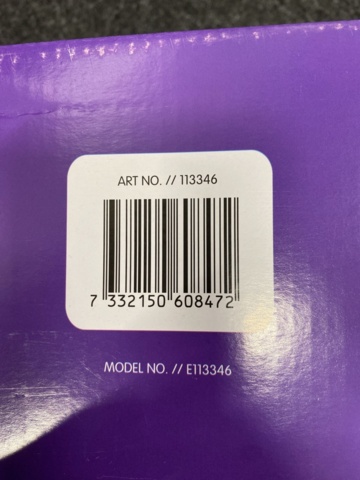 ART NO. // 113346
7 332150 608472
MODEL NO. // E113346